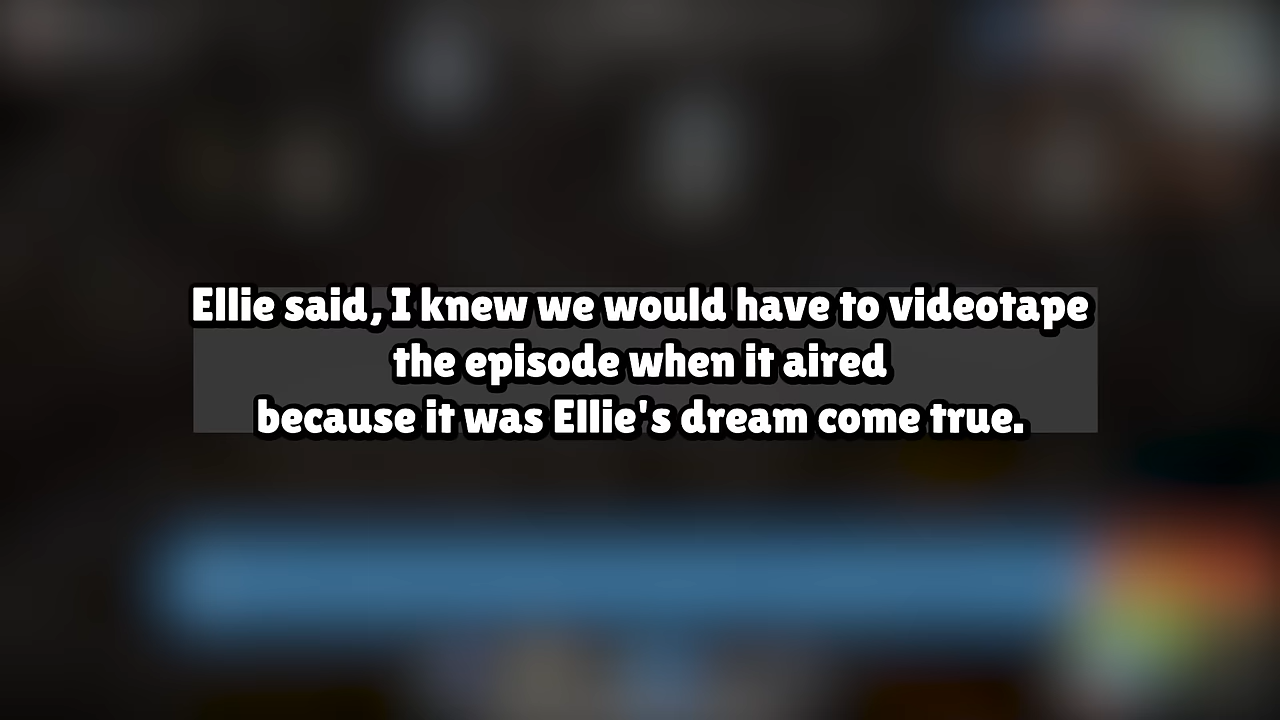 Ellie said, I knew we would have to videotape
the episode when it aired
because it was Ellie's dream come true.